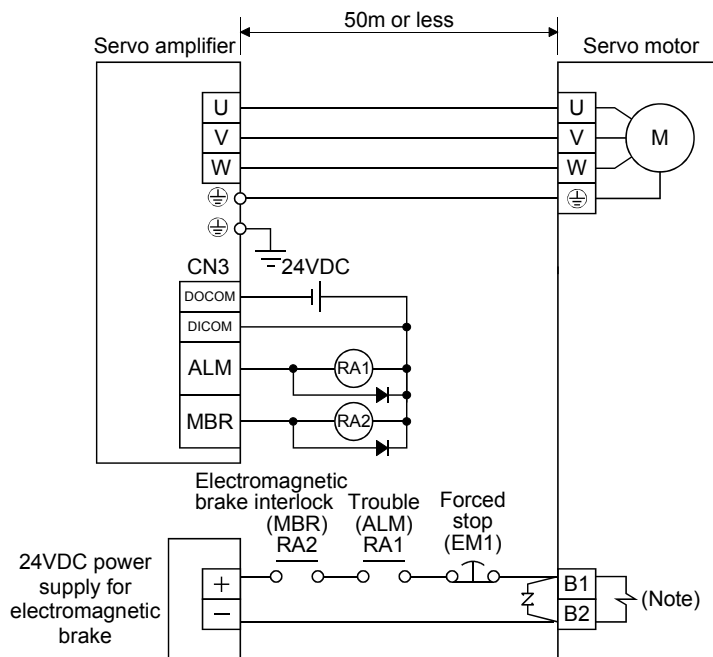 50m or less
Servo amplifier
Servo motor
U
V
W
U
V
W
M
CN3
24VDC
DOCOM
DICOM
ALM
RA1
MBR
RA2
Electromagnetic
brake interlock
(MBR)
RA2
Trouble
(ALM)
RA1
Forced
stop
(EM1)
24VDC power
supply for
electromagnetic
brake
+
−
B1
B2
(Note)